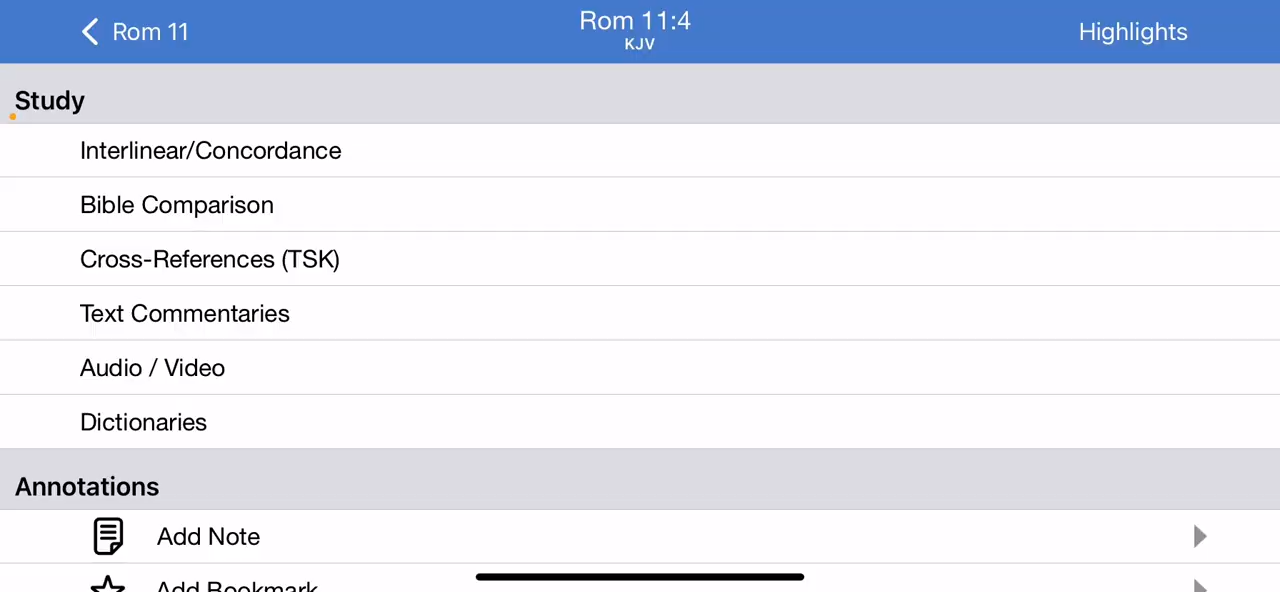 Rom 11
Rom 11:4
KJV
Highlights
Study
Interlinear/Concordance
Bible Comparison
Cross-References (TSK)
Text Commentaries
Audio / Video
Dictionaries
Annotations
Add Note
Add Bookmark